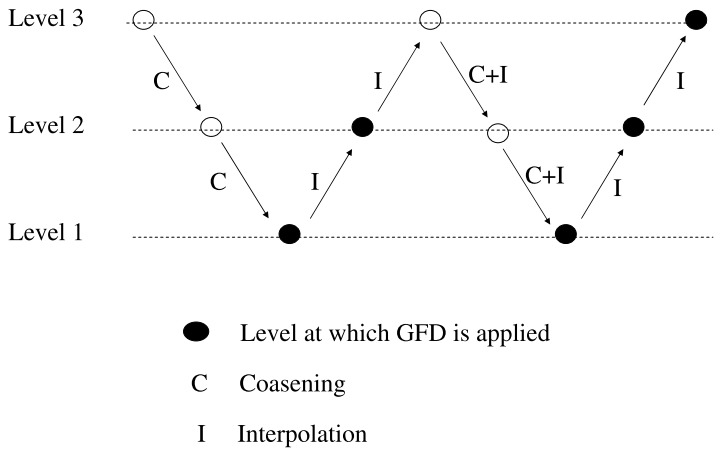 Level 3
C
I
C+I
I
Level 2
C
I
C+I
I
Level 1
Level at which GFD is applied
C Coasening
I Interpolation